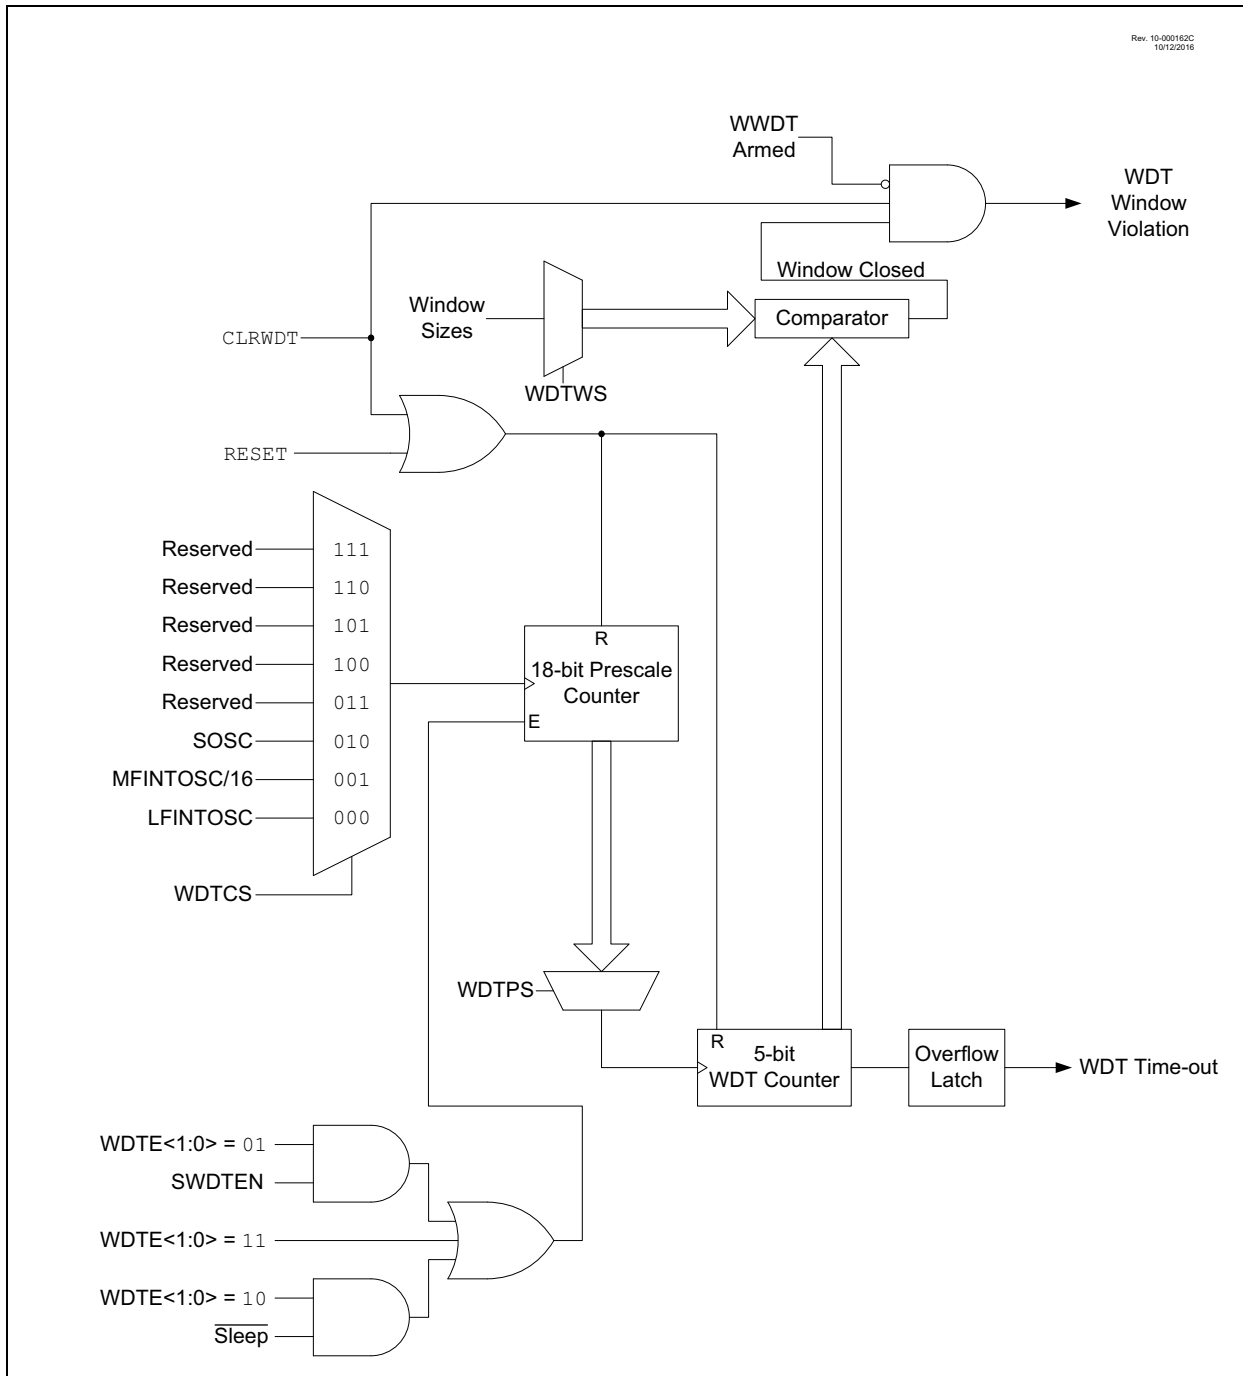 Rev. 10-000162C
10/12/2016
WWDT
Armed
WDT
Window
Violation
Window Closed
Window
Sizes
Comparator
CLRWDT
WDTWS
RESET
Reserved 111
Reserved 110
Reserved 101
Reserved 100
Reserved 011
SOSC 010
MFINTOSC/16 001
LFINTOSC 000
WDTCS
R
18-bit Prescale
Counter
E
WDTPS
R
5-bit
WDT Counter
Overflow
Latch
WDT Time-out
WDTE<1:0> = 01
SWDTEN
WDTE<1:0> = 11
WDTE<1:0> = 10
Sleep